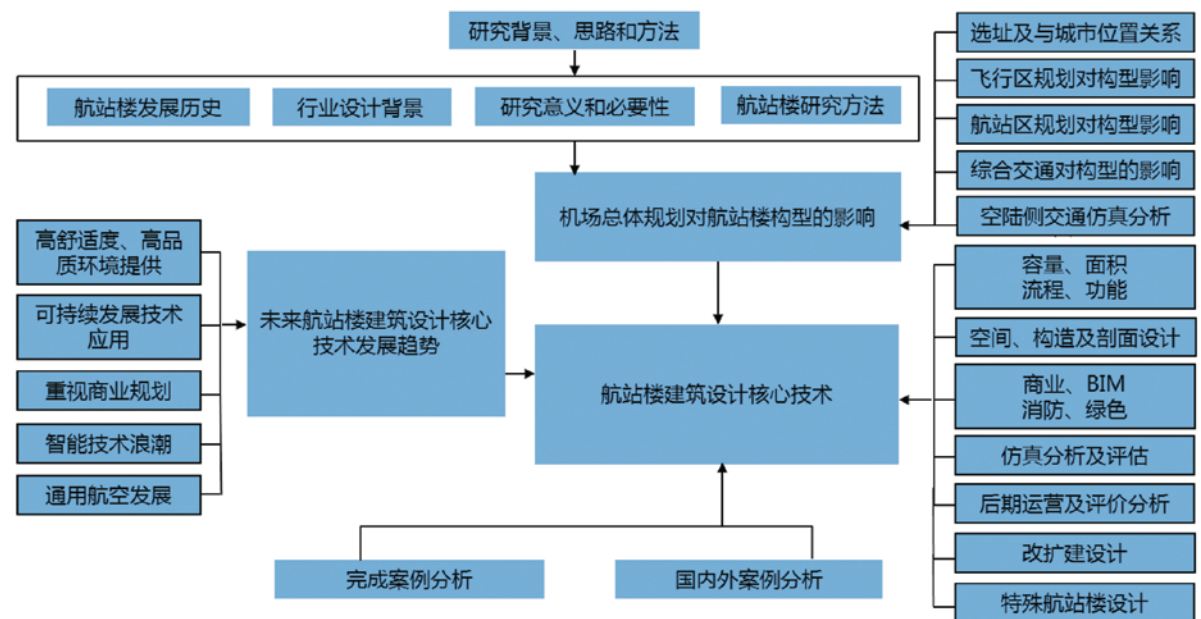 研究背景、思路和方法
航站楼发展历史
行业设计背景
研究意义和必要性
航站楼研究方法
机场总体规划对航站楼构型的影响
选址及与城市位置关系
飞行区规划对构型影响
航站区规划对构型影响
综合交通对构型的影响
空陆侧交通仿真分析
高舒适度、高品
质环境提供
可持续发展技术
应用
重视商业规划
智能技术浪潮
通用航空发展
未来航站楼建筑设计核心
技术发展趋势
航站楼建筑设计核心技术
容量、面积
流程、功能
空间、构造及剖面设计
商业、BIM
消防、绿色
仿真分析及评估
后期运营及评价分析
改扩建设计
特殊航站楼设计
完成案例分析
国内外案例分析